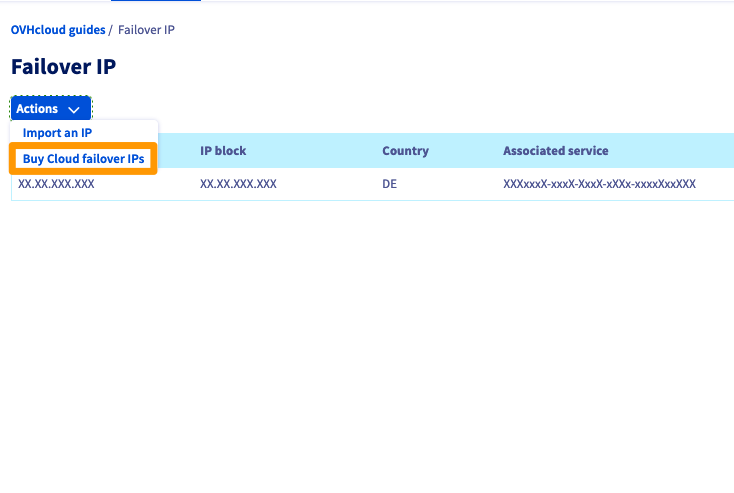 OVHcloud guides / Failover IP
Failover IP
Actions
Import an IP
Buy Cloud failover IPs
IP block Country Associated service
XX.XX.XXX.XXX XX.XX.XXX.XXX DE XXXxxxX-xxxX-XxxX-xXXx-xxxxXxxXXX